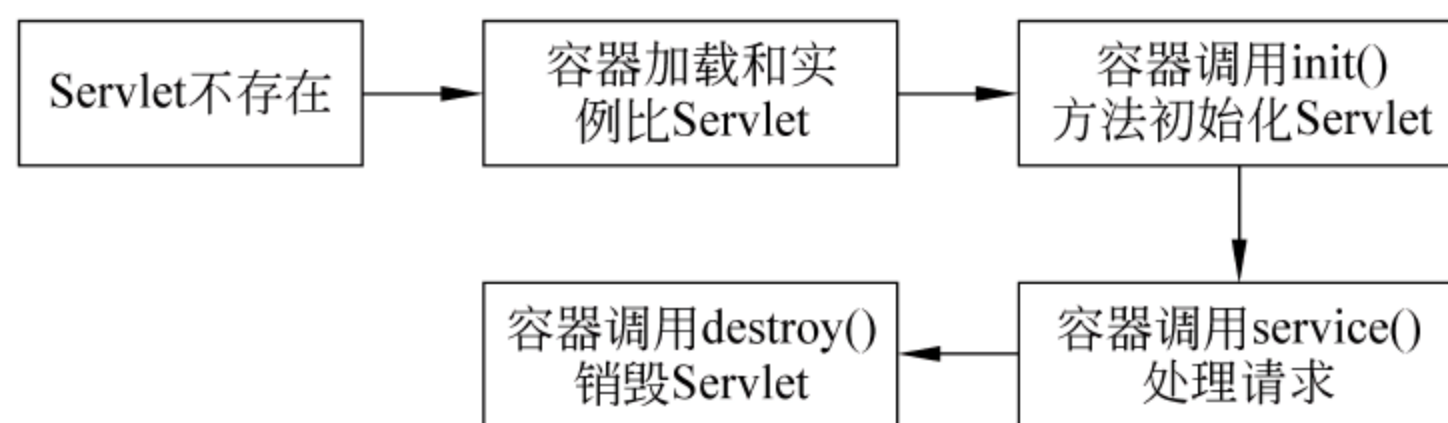 Servlet不存在
容器加载和实
例比Servlet
容器调用init()
方法初始化Servlet
容器调用service()
处理请求
容器调用destroy()
销毁Servlet